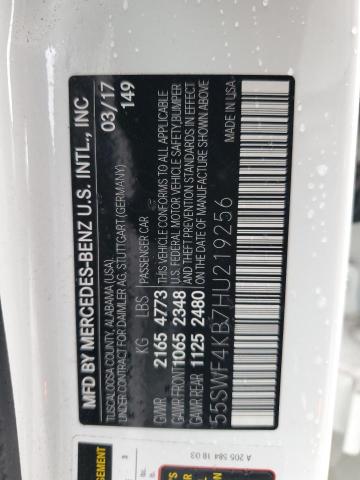 MFD BY MERCEDES-BENZ U.S. INTL., INC
TUSCALOOSA COUNTY, ALABAMA (USA),
UNDER CONTRACT FOR DAIMLER AG, STUTTGART (GERMANY)
03/17
149
KG LBS PASSENGER CAR
GVWR 2165 4773
GAWR FRONT 1065 2348
GAWR REAR 1125 2480
THIS VEHICLE CONFORMS TO ALL APPLICABLE
U.S. FEDERAL MOTOR VEHICLE SAFETY, BUMPER
AND THEFT PREVENTION STANDARDS IN EFFECT
ON THE DATE OF MANUFACTURE SHOWN ABOVE
55SWF4KB7HU219256
MADE IN USA
A 205 584 18 03